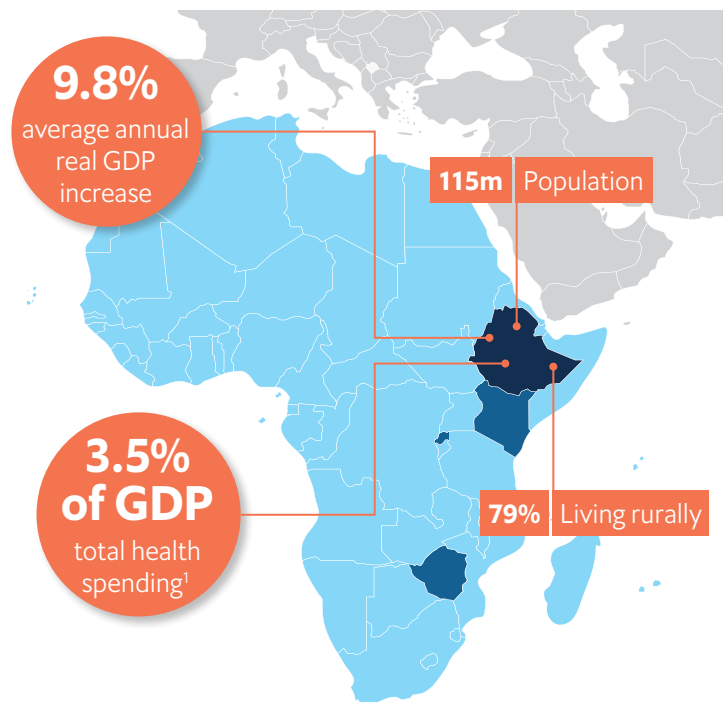 9.8%
average annual
real GDP
increase
115m Population
3.5%
of GDP
total health
spending¹
79% Living rurally